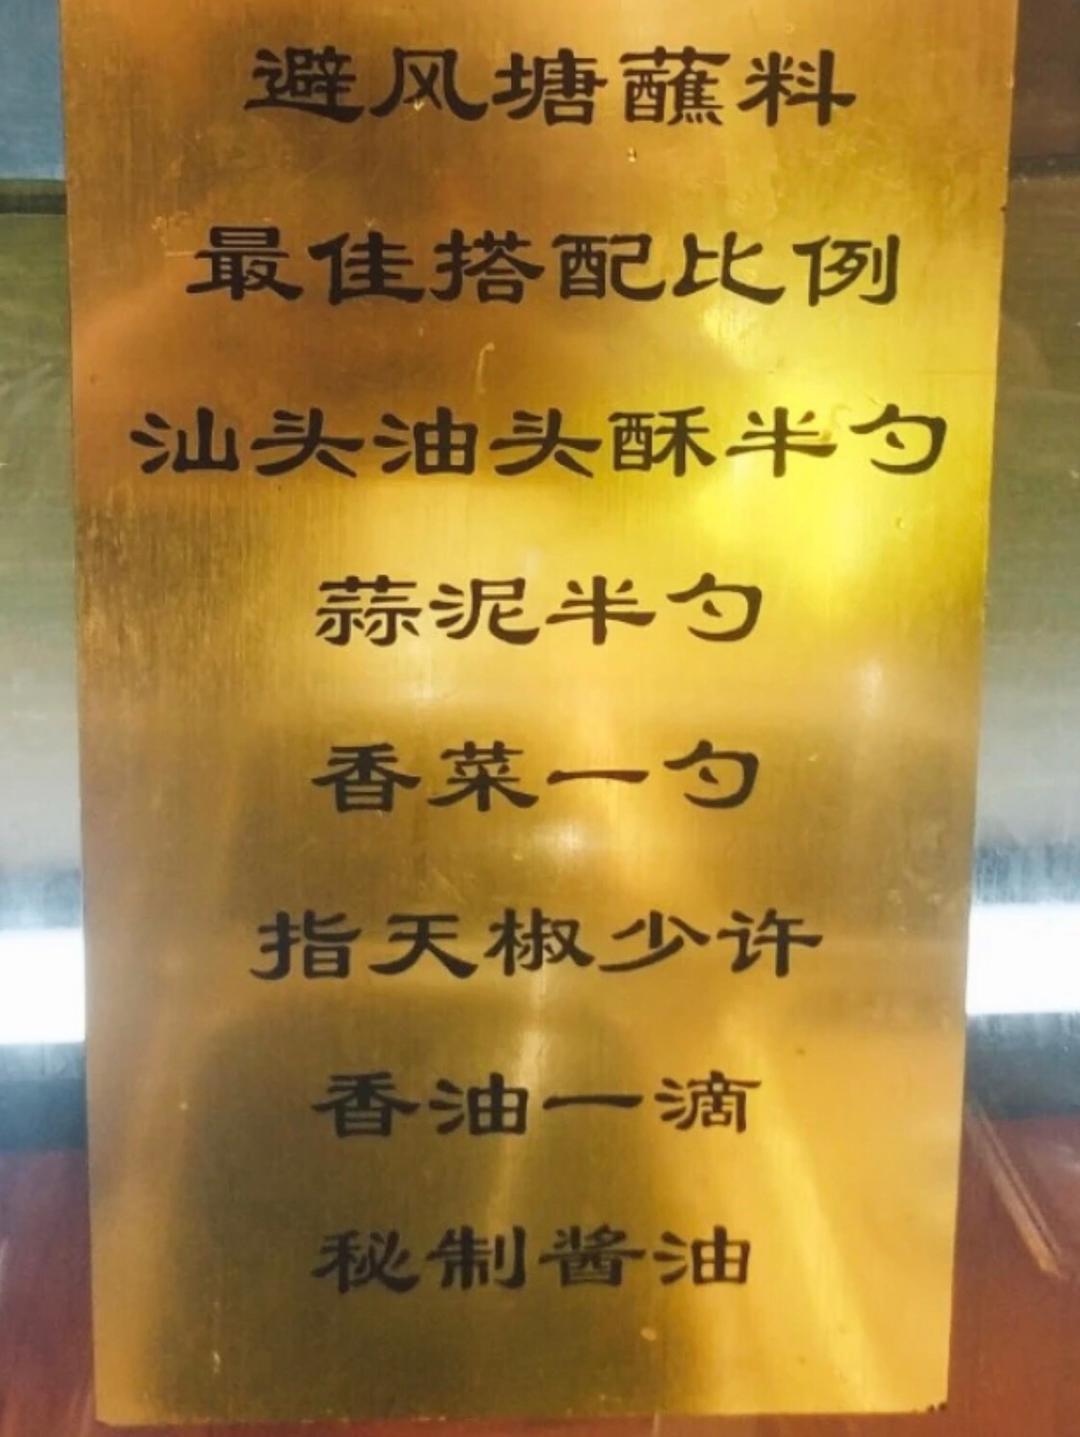 避风塘蘸料
最佳搭配比例
汕头油头酥半勺
蒜泥半勺
香菜一勺
指天椒少许
香油一滴
秘制酱油